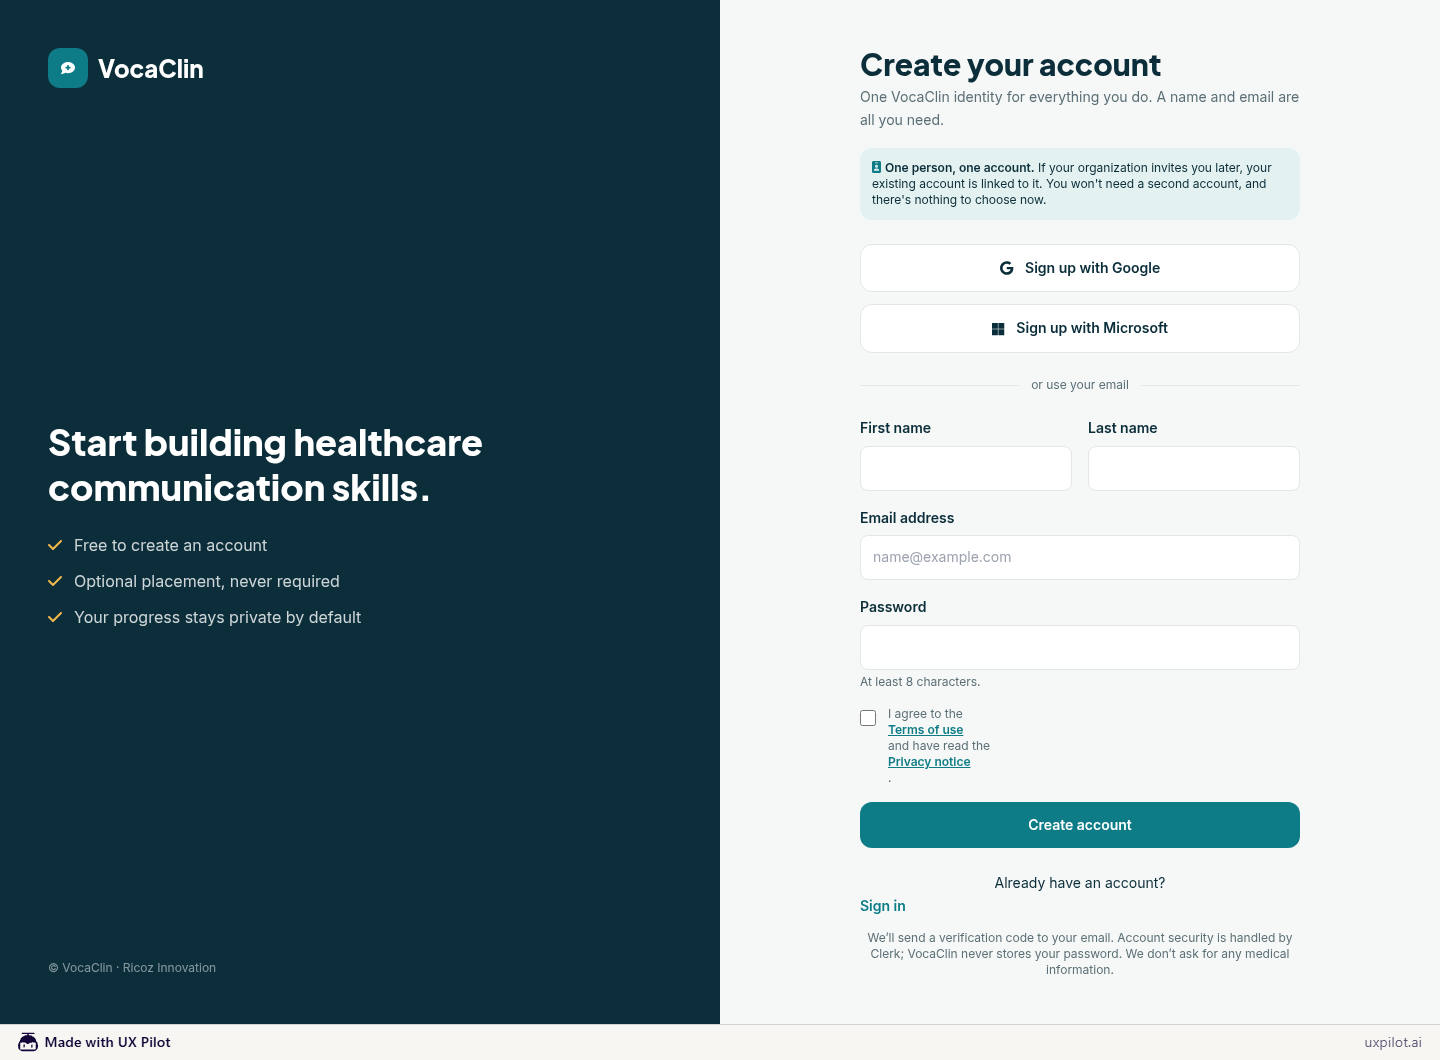 VocaClin
Start building healthcare
communication skills.
Free to create an account
Optional placement, never required
Your progress stays private by default
© VocaClin · Ricoz Innovation
Create your account
One VocaClin identity for everything you do. A name and email are
all you need.
One person, one account. If your organization invites you later, your
existing account is linked to it. You won't need a second account, and
there's nothing to choose now.
Sign up with Google
Sign up with Microsoft
or use your email
First name
Last name
Email address
name@example.com
Password
At least 8 characters.
I agree to the
Terms of use
and have read the
Privacy notice
.
Create account
Already have an account?
Sign in
We’ll send a verification code to your email. Account security is handled by
Clerk; VocaClin never stores your password. We don’t ask for any medical
information.
Made with UX Pilot
uxpilot.ai